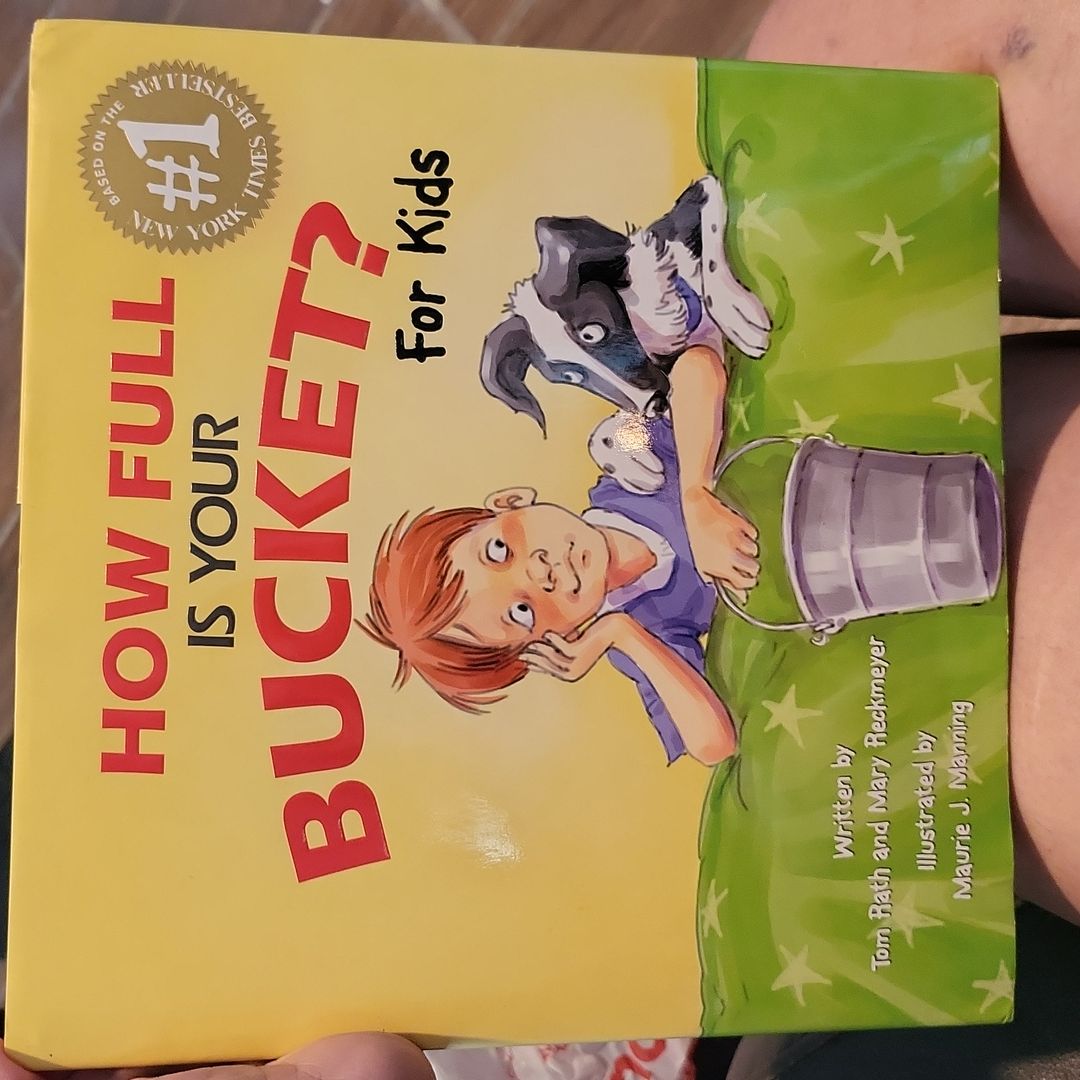 BASED ON THE
#1
NEW YORK TIMES BESTSELLER
HOW FULL
IS YOUR
BUCKET?
For Kids
Written by
Tom Rath and Mary Reckmeyer
Illustrated by
Maurie J. Manning